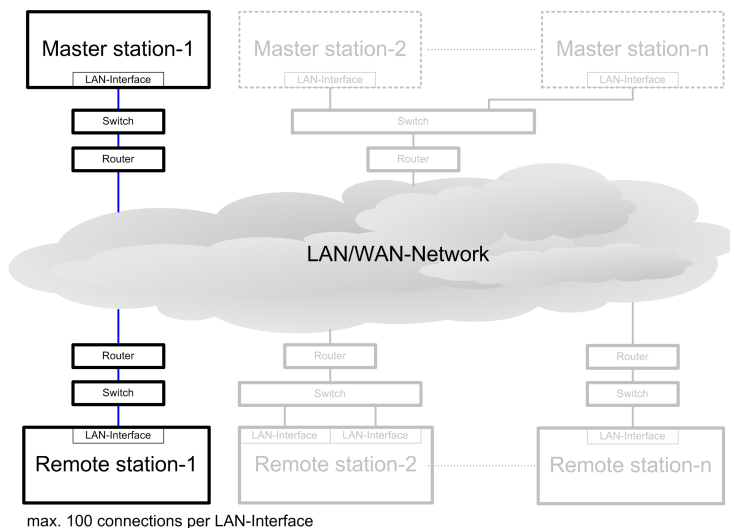 Master station-1
Master station-2
Master station-n
LAN-Interface
LAN-Interface
LAN-Interface
Switch
Switch
Router
Router
LAN/WAN-Network
Router
Router
Router
Switch
Switch
Switch
LAN-Interface
LAN-Interface
LAN-Interface
LAN-Interface
Remote station-1
Remote station-2
Remote station-n
max. 100 connections per LAN-Interface